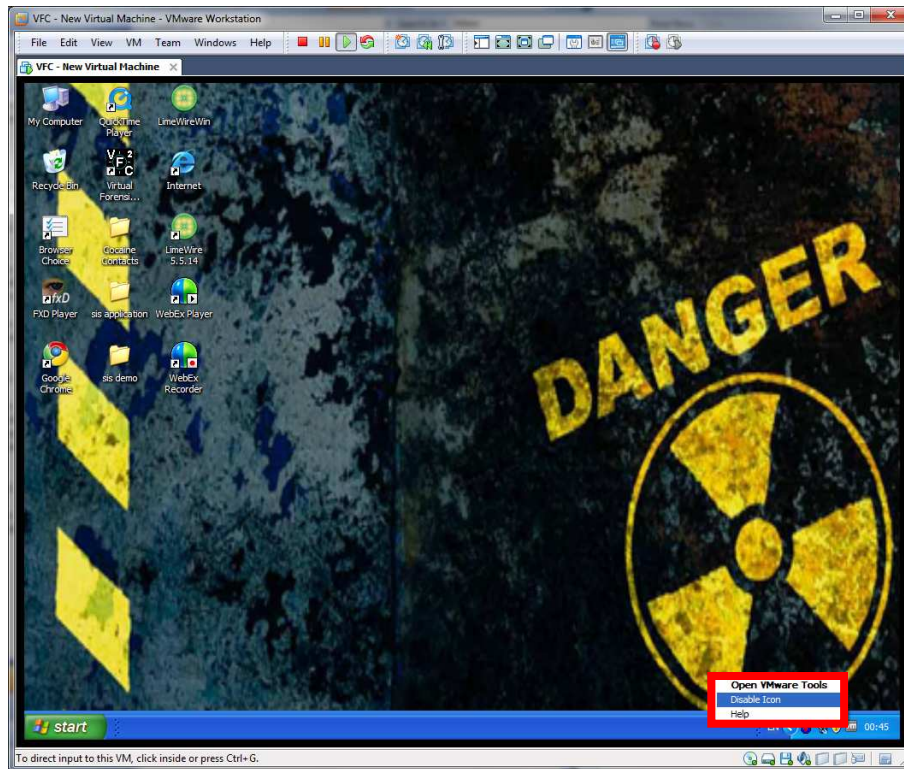 VFC - New Virtual Machine - VMware Workstation
File Edit View VM Team Windows Help
VFC - New Virtual Machine
My Computer
QuickTime Player
LimeWireWin
Recycle Bin
V 2
F
C
Virtual Forensi...
Internet
Browser Choice
Cocaine Contacts
LimeWire 5.5.14
fxD
FXD Player
sis application
WebEx Player
Google Chrome
sis demo
WebEx Recorder
DANGER
Open VMware Tools
Disable Icon
Help
start
00:45
To direct input to this VM, click inside or press Ctrl+G.